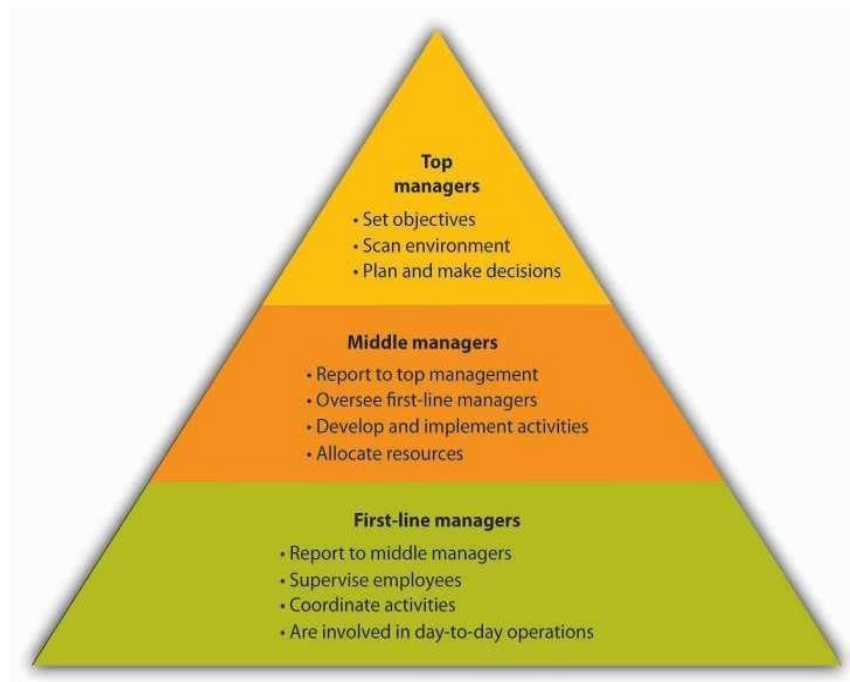 Top
managers
• Set objectives
• Scan environment
• Plan and make decisions
Middle managers
• Report to top management
• Oversee first-line managers
• Develop and implement activities
• Allocate resources
First-line managers
• Report to middle managers
• Supervise employees
• Coordinate activities
• Are involved in day-to-day operations